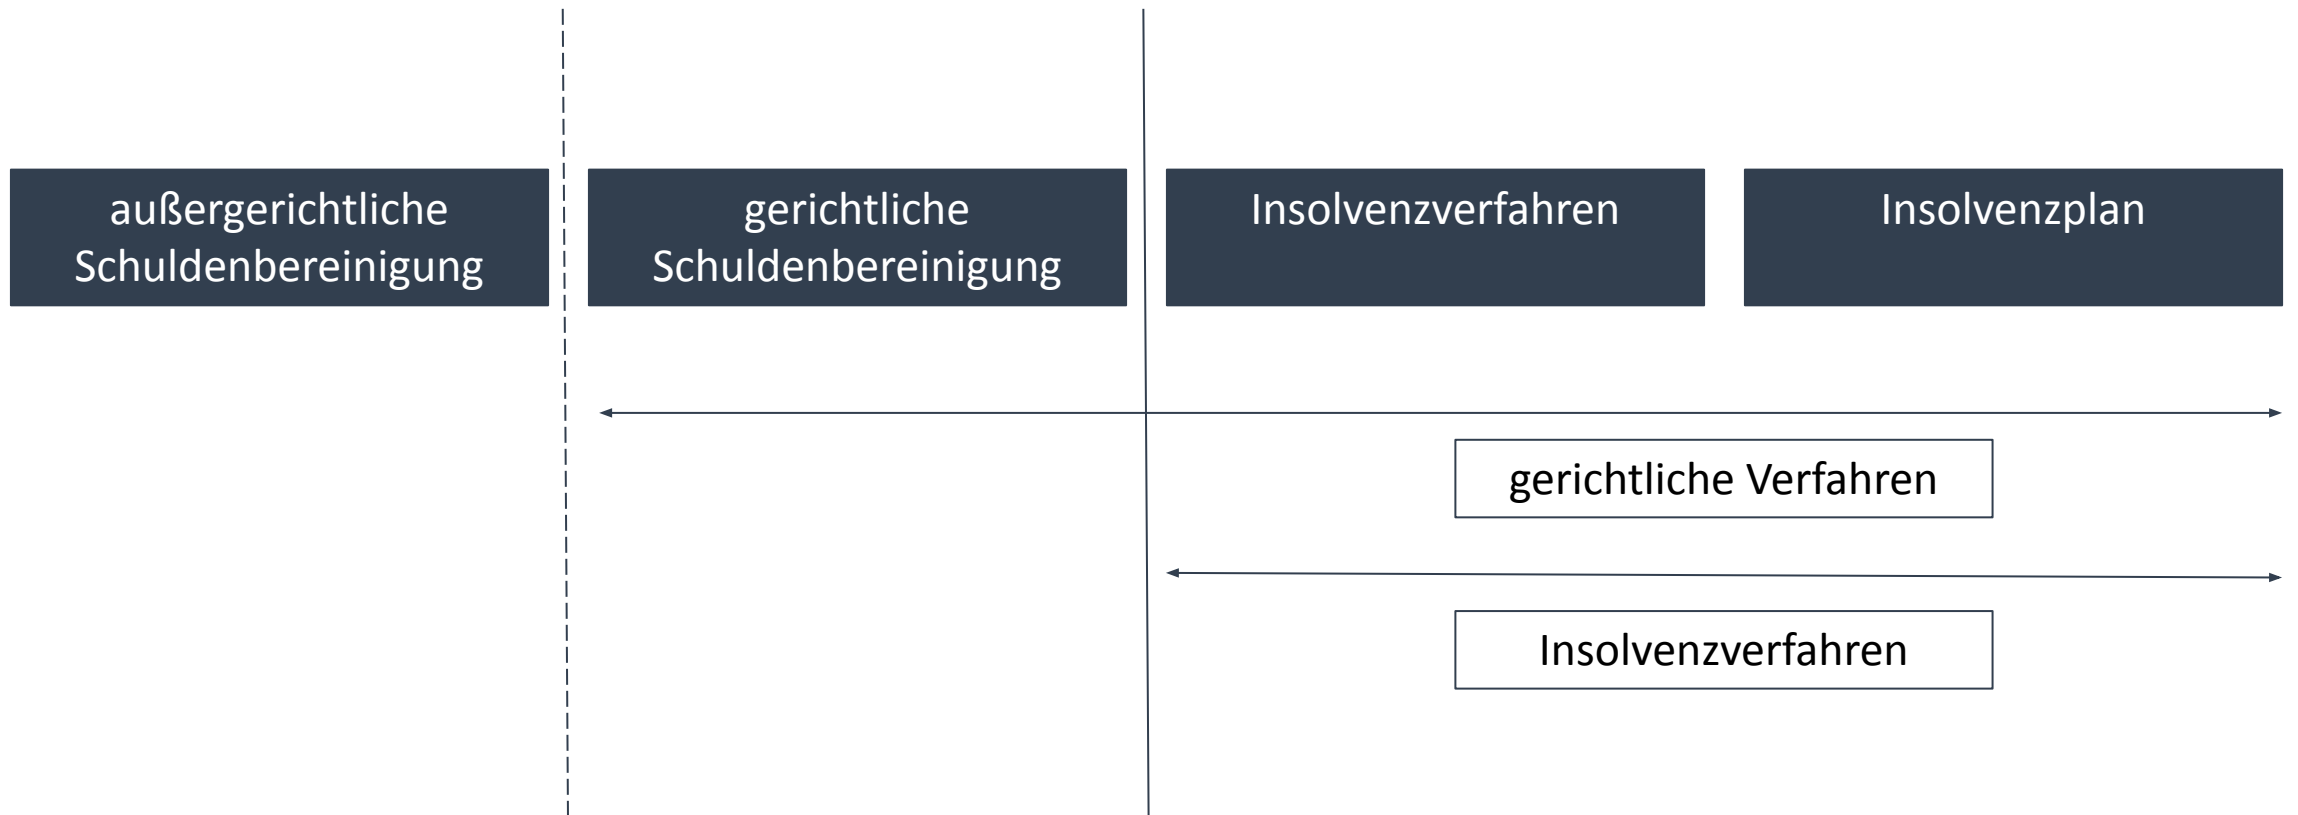 außergerichtliche
Schuldenbereinigung
gerichtliche
Schuldenbereinigung
Insolvenzverfahren
Insolvenzplan
gerichtliche Verfahren
Insolvenzverfahren